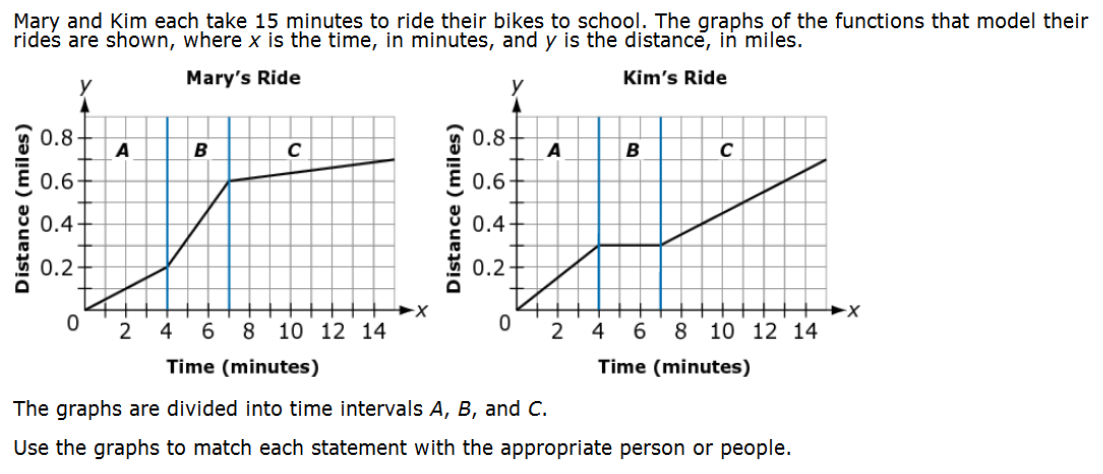 Mary and Kim each take 15 minutes to ride their bikes to school. The graphs of the functions that model their
rides are shown, where x is the time, in minutes, and y is the distance, in miles.
Mary's Ride
y
Distance (miles)
0.8
0.6
0.4
0.2
0
A B C
2 4 6 8 10 12 14
x
Time (minutes)
Kim's Ride
y
Distance (miles)
0.8
0.6
0.4
0.2
0
A B C
2 4 6 8 10 12 14
x
Time (minutes)
The graphs are divided into time intervals A, B, and C.
Use the graphs to match each statement with the appropriate person or people.